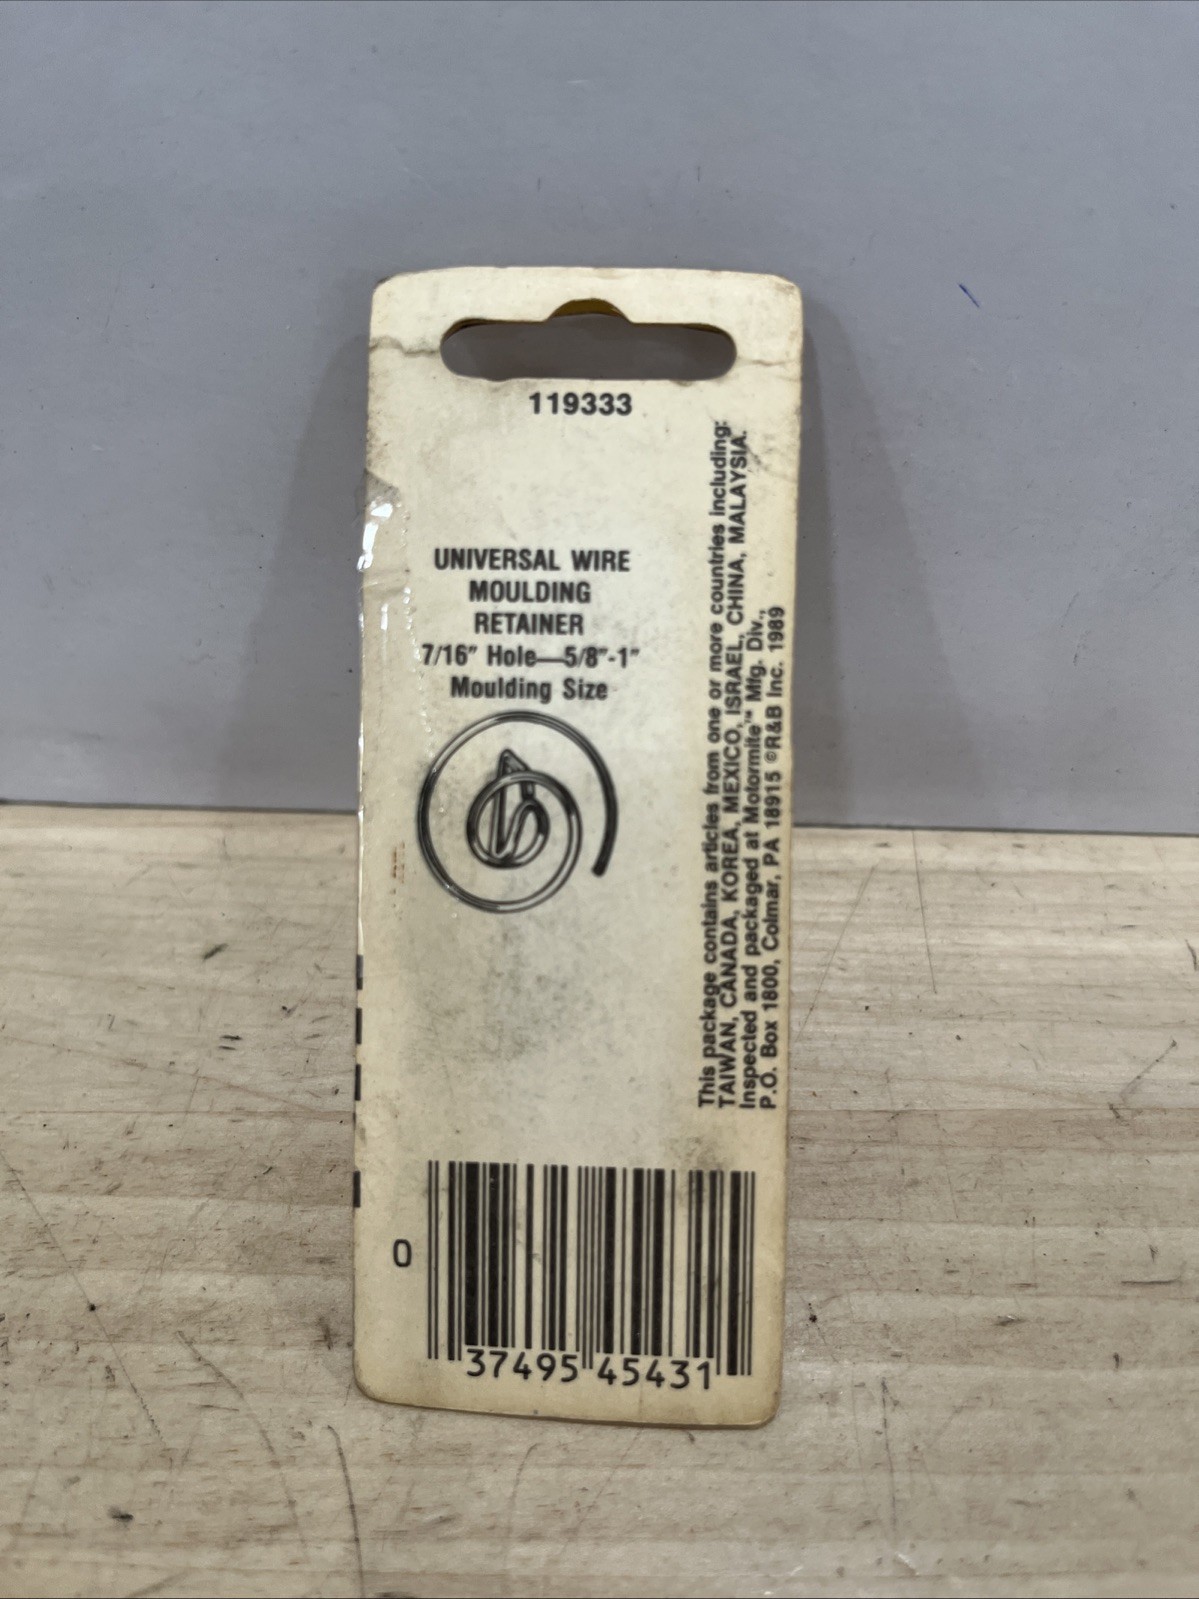 119333
UNIVERSAL WIRE
MOULDING
RETAINER
7/16" Hole—5/8"-1"
Moulding Size
This package contains articles from one or more countries including:
TAIWAN, CANADA, KOREA, MEXICO, ISRAEL, CHINA, MALAYSIA.
Inspected and packaged at Motormite™ Mfg. Div.,
P.O. Box 1800, Colmar, PA 18915 ©R&B Inc. 1989
0 37495 45431